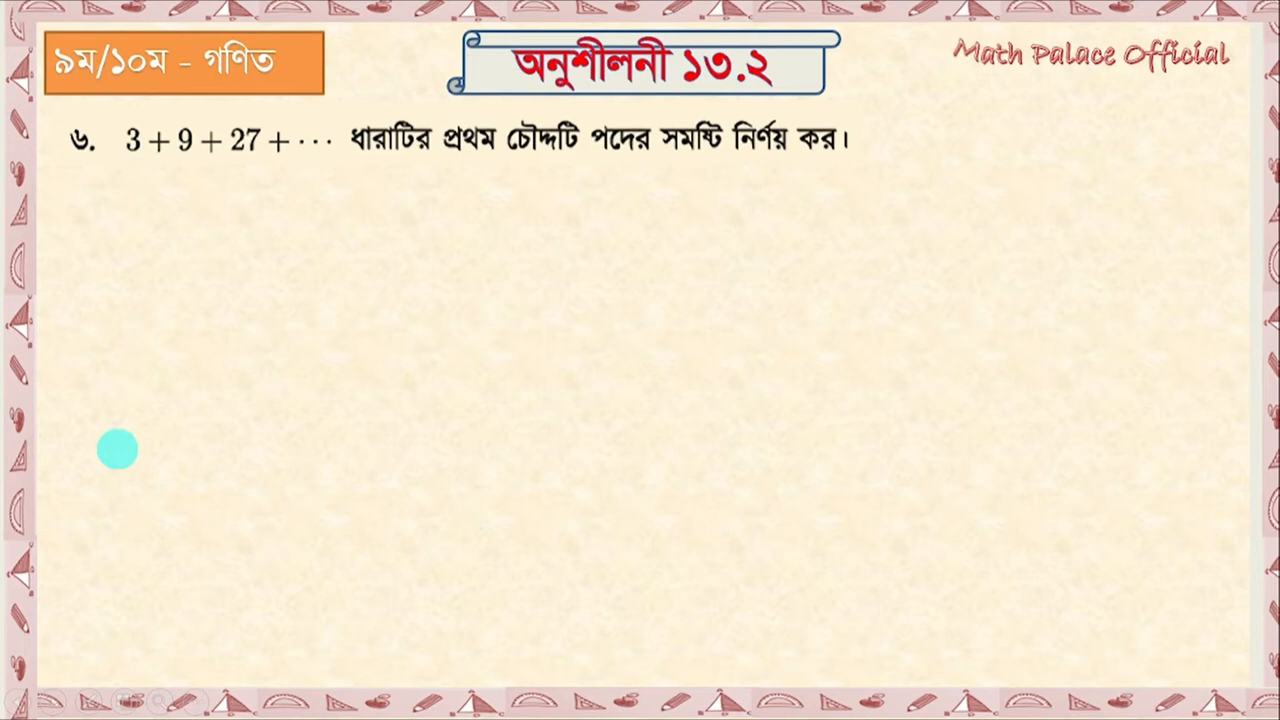 ৯ম/১০ম - গণিত
অনুশীলনী ১৩.২
Math Palace Official
৬. 3 + 9 + 27 + ··· ধারাটির প্রথম চৌদ্দটি পদের সমষ্টি নির্ণয় কর।